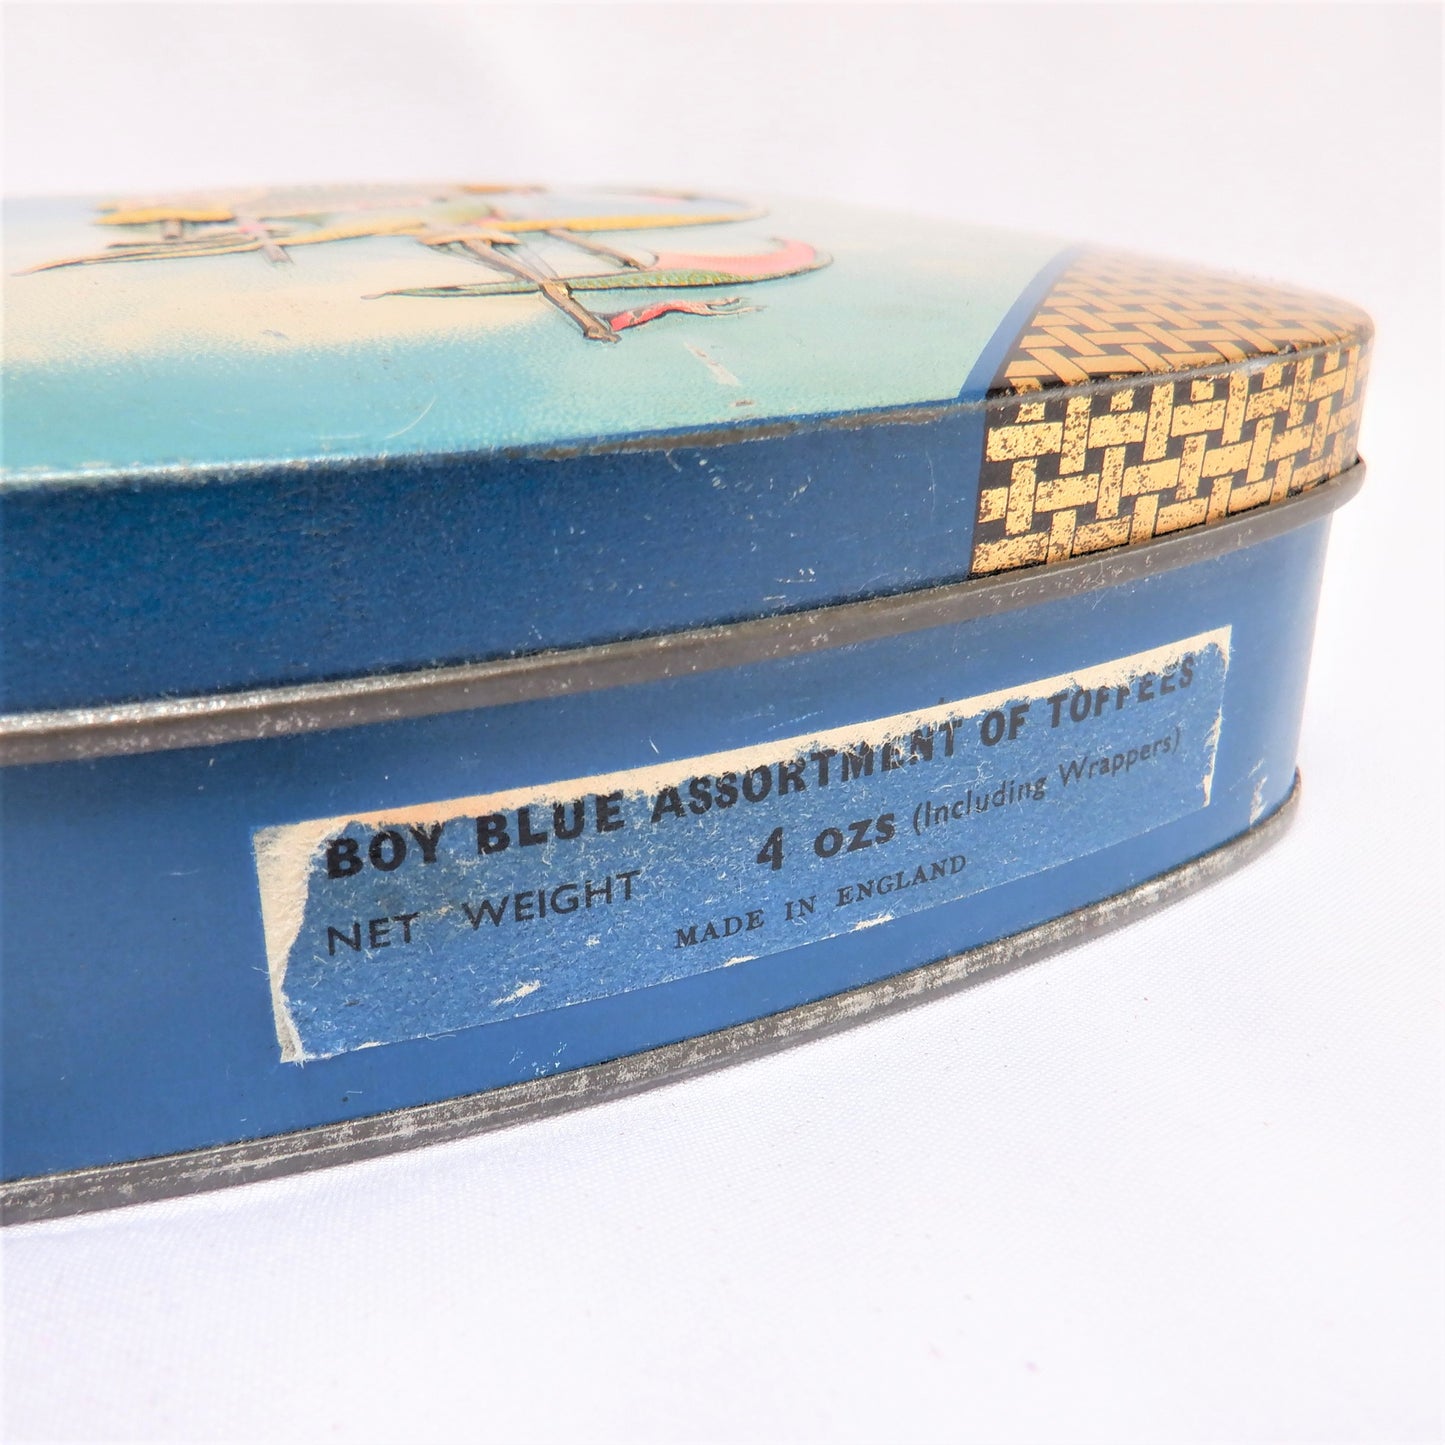 BOY BLUE ASSORTMENT OF TOFFEES
NET WEIGHT 4 OZS (Including Wrappers)
MADE IN ENGLAND